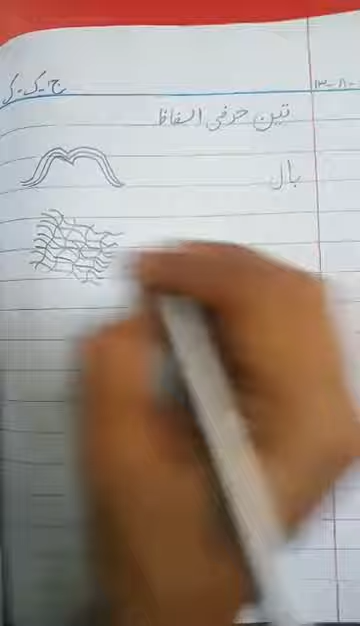 ج-ک-ک
تین حرفی الفاظ
بال